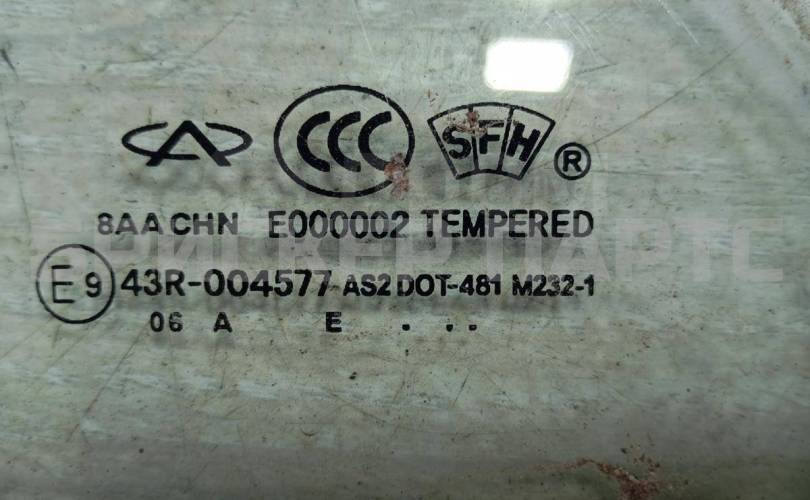 CCC SFH ®
8AA CHN E000002 TEMPERED
E9 43R-004577 AS2 DOT-481 M232-1
06 A E . ..